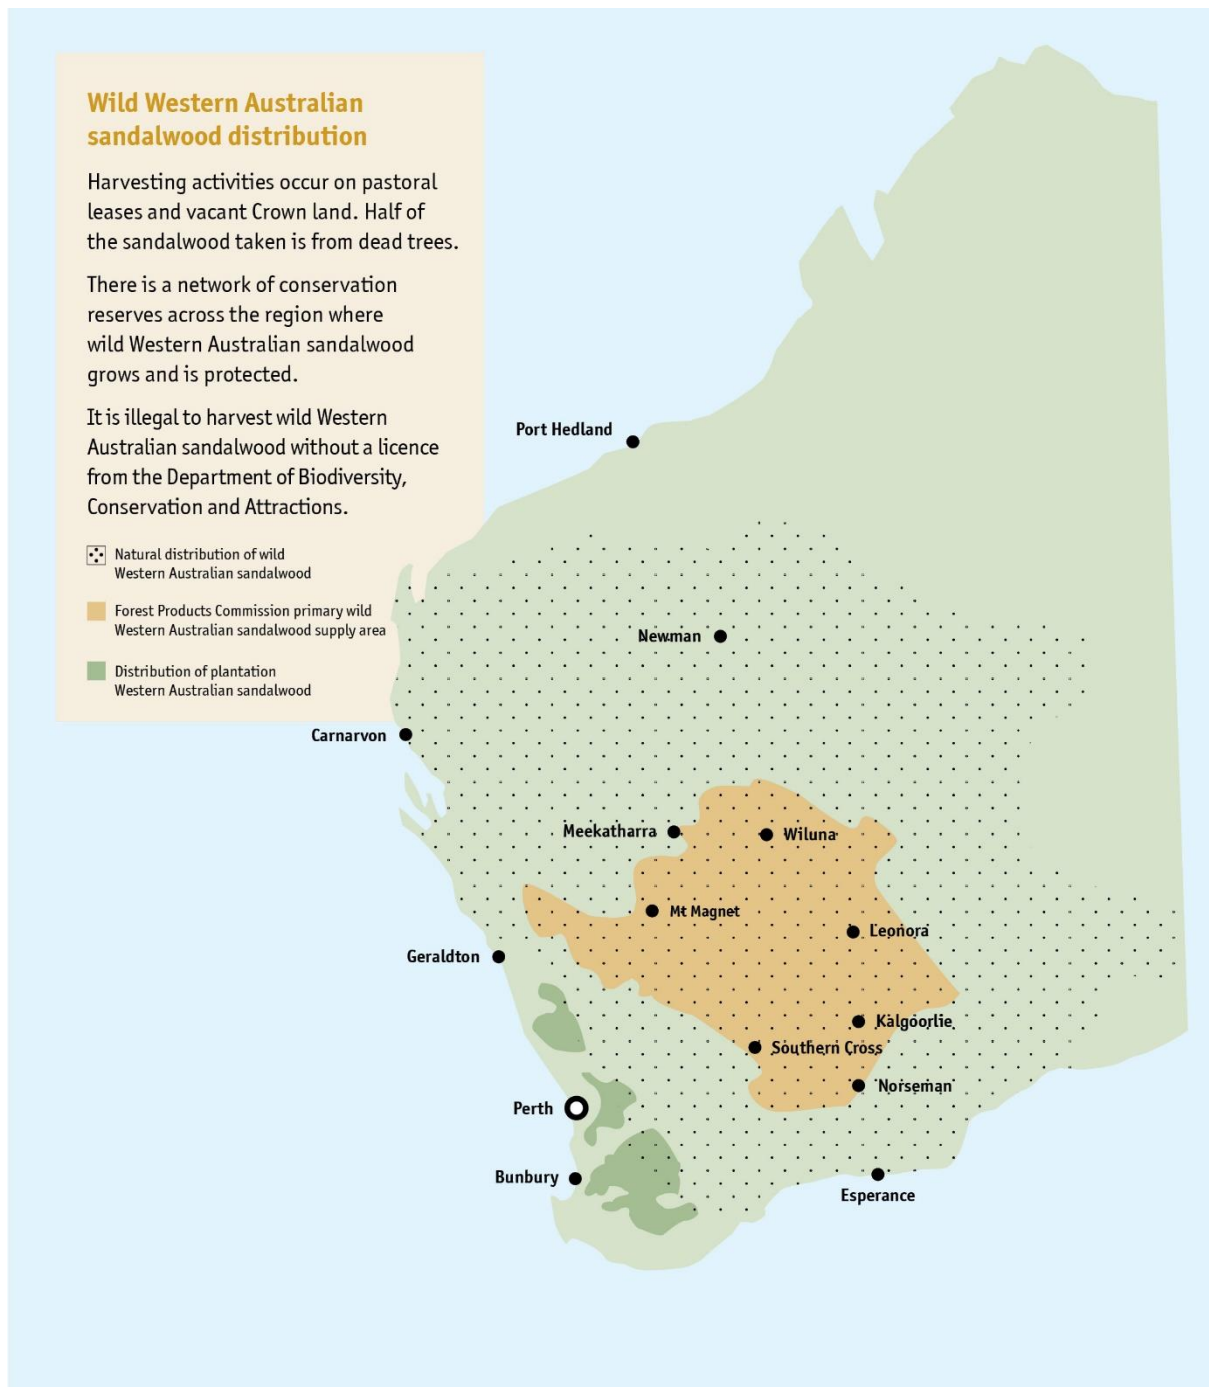 Wild Western Australian
sandalwood distribution
Harvesting activities occur on pastoral
leases and vacant Crown land. Half of
the sandalwood taken is from dead trees.
There is a network of conservation
reserves across the region where
wild Western Australian sandalwood
grows and is protected.
It is illegal to harvest wild Western
Australian sandalwood without a licence
from the Department of Biodiversity,
Conservation and Attractions.
Natural distribution of wild
Western Australian sandalwood
Forest Products Commission primary wild
Western Australian sandalwood supply area
Distribution of plantation
Western Australian sandalwood
Port Hedland
Newman
Carnarvon
Meekatharra
Wiluna
Mt Magnet
Leonora
Geraldton
Kalgoorlie
Southern Cross
Norseman
Perth
Bunbury
Esperance